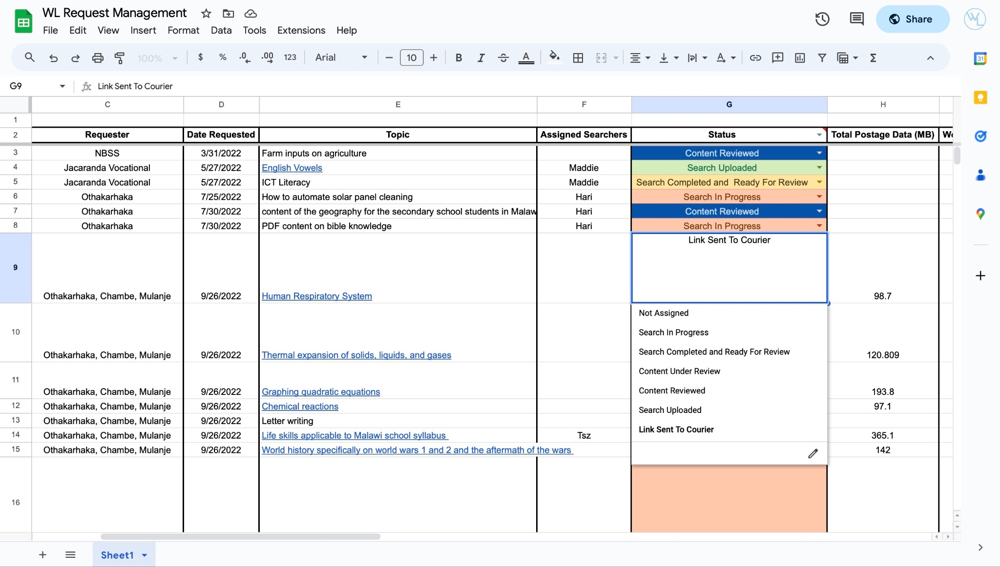 WL Request Management
File Edit View Insert Format Data Tools Extensions Help
Share
WL
100% $ % .0 .00 123 Arial 10 B I A
31
G9 fx Link Sent To Courier
C D E F G H
1
2 Requester Date Requested Topic Assigned Searchers Status Total Postage Data (MB)
3 NBSS 3/31/2022 Farm inputs on agriculture Content Reviewed
4 Jacaranda Vocational 5/27/2022 English Vowels Maddie Search Uploaded
5 Jacaranda Vocational 5/27/2022 ICT Literacy Maddie Search Completed and Ready For Review
6 Othakarhaka 7/25/2022 How to automate solar panel cleaning Hari Search In Progress
7 Othakarhaka 7/30/2022 content of the geography for the secondary school students in Malaw Hari Content Reviewed
8 Othakarhaka 7/30/2022 PDF content on bible knowledge Hari Search In Progress
Link Sent To Courier
9 Othakarhaka, Chambe, Mulanje 9/26/2022 Human Respiratory System 98.7
Not Assigned
Search In Progress
Search Completed and Ready For Review
Content Under Review
Content Reviewed
Search Uploaded
Link Sent To Courier
10 Othakarhaka, Chambe, Mulanje 9/26/2022 Thermal expansion of solids, liquids, and gases 120.809
11 Othakarhaka, Chambe, Mulanje 9/26/2022 Graphing quadratic equations 193.8
12 Othakarhaka, Chambe, Mulanje 9/26/2022 Chemical reactions 97.1
13 Othakarhaka, Chambe, Mulanje 9/26/2022 Letter writing
14 Othakarhaka, Chambe, Mulanje 9/26/2022 Life skills applicable to Malawi school syllabus Tsz 365.1
15 Othakarhaka, Chambe, Mulanje 9/26/2022 World history specifically on world wars 1 and 2 and the aftermath of the wars 142
16
Sheet1